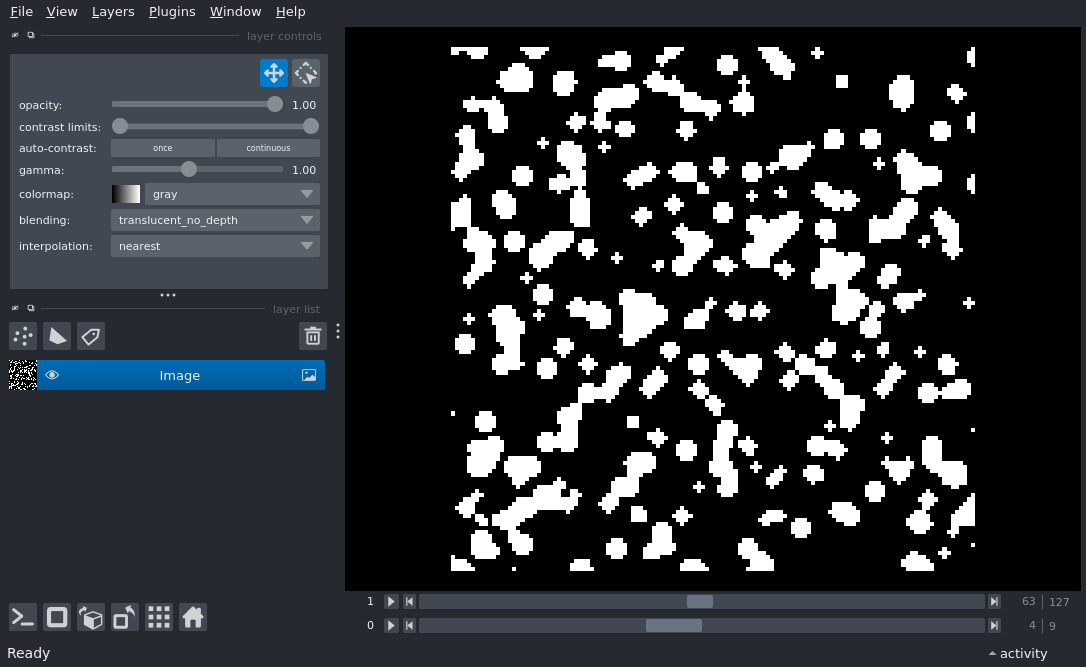 File View Layers Plugins Window Help
layer controls
opacity: 1.00
contrast limits:
auto-contrast: once continuous
gamma: 1.00
colormap: gray
blending: translucent_no_depth
interpolation: nearest
layer list
Image
1 63 127
0 4 9
Ready activity